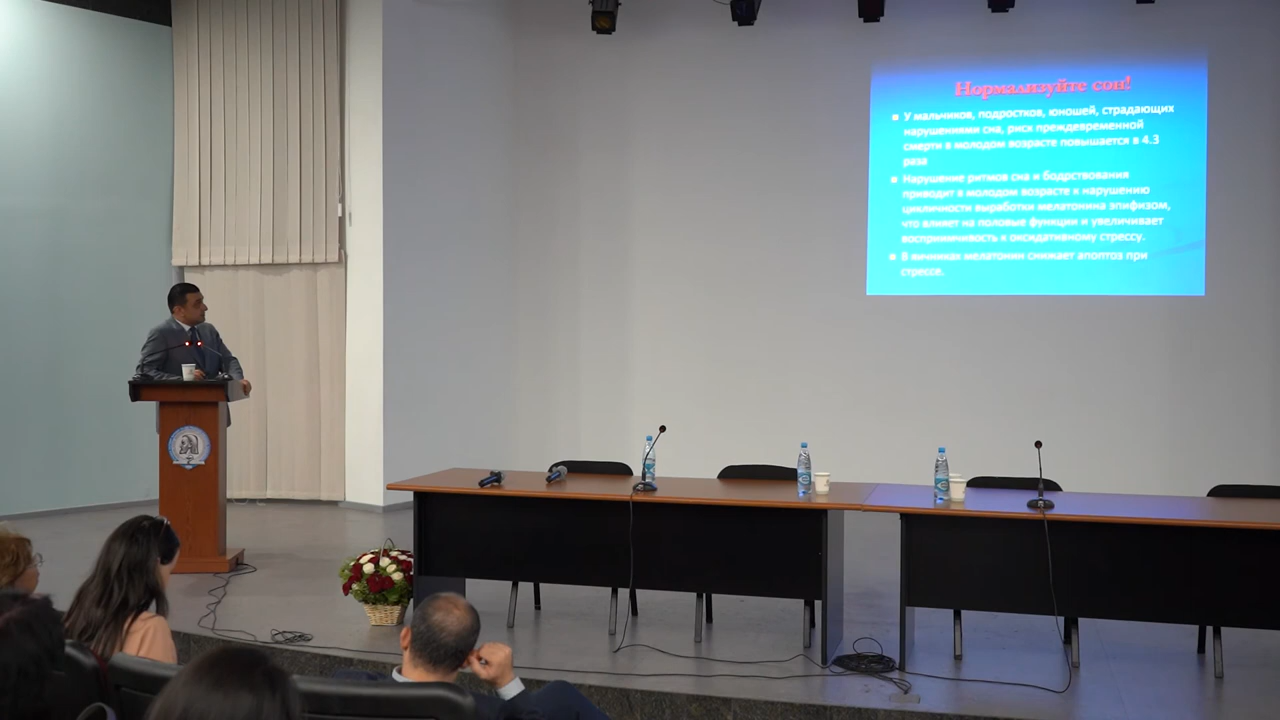 Нормализуйте сон!
У мальчиков, подростков, юношей, страдающих
нарушениями сна, риск преждевременной
смерти в молодом возрасте повышается в 4.3
раза
Нарушение ритмов сна и бодрствования
приводит в молодом возрасте к нарушению
цикличности выработки мелатонина эпифизом,
что влияет на половые функции и увеличивает
восприимчивость к оксидативному стрессу.
В яичниках мелатонин снижает апоптоз при
стрессе.